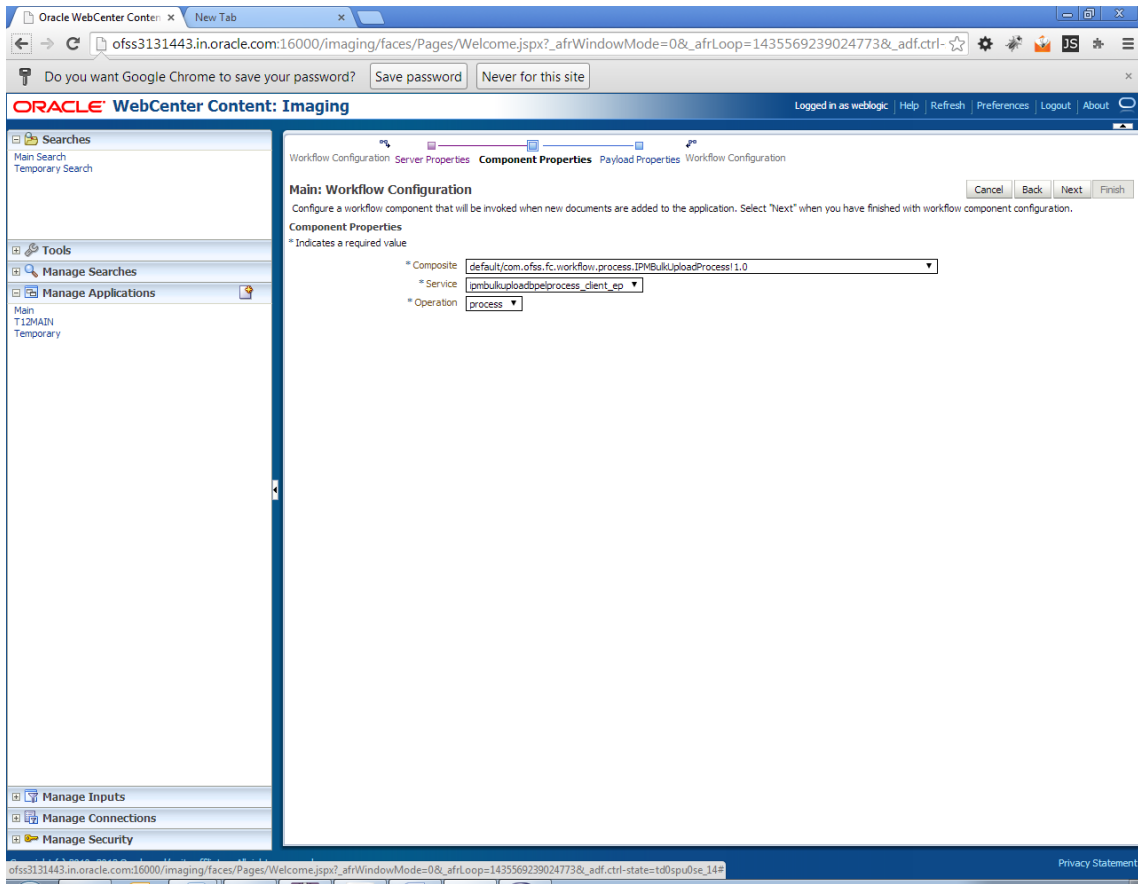 Oracle WebCenter Conten × New Tab ×
ofss3131443.in.oracle.com:16000/imaging/faces/Pages/Welcome.jspx?_afrWindowMode=0&_afrLoop=1435569239024773&_adf.ctrl-
Do you want Google Chrome to save your password? Save password Never for this site ×
ORACLE WebCenter Content: Imaging Logged in as weblogic | Help | Refresh | Preferences | Logout | About
Searches
Main Search
Temporary Search
Tools
Manage Searches
Manage Applications
Main
T12MAIN
Temporary
Manage Inputs
Manage Connections
Manage Security
Workflow Configuration Server Properties Component Properties Payload Properties Workflow Configuration
Main: Workflow Configuration Cancel Back Next Finish
Configure a workflow component that will be invoked when new documents are added to the application. Select "Next" when you have finished with workflow component configuration.
Component Properties
* Indicates a required value
* Composite default/com.ofss.fc.workflow.process.IPMBulkUploadProcess!1.0
* Service ipmbulkuploadbpelprocess_client_ep
* Operation process
Privacy Statement
ofss3131443.in.oracle.com:16000/imaging/faces/Pages/Welcome.jspx?_afrWindowMode=0&_afrLoop=1435569239024773&_adf.ctrl-state=td0spu0se_14#